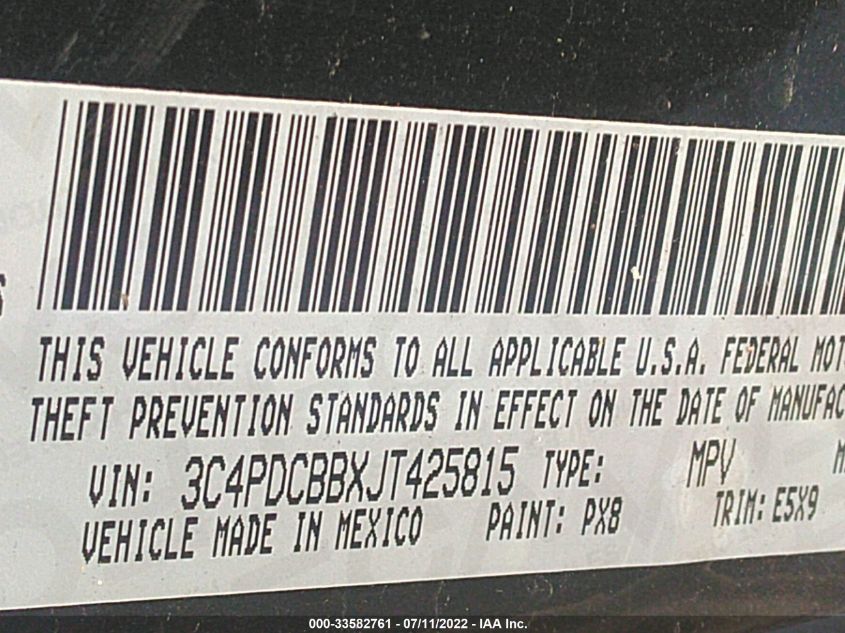 THIS VEHICLE CONFORMS TO ALL APPLICABLE U.S.A. FEDERAL MOT
THEFT PREVENTION STANDARDS IN EFFECT ON THE DATE OF MANUFAC
VIN: 3C4PDCBBXJT425815 TYPE: MPV
VEHICLE MADE IN MEXICO PAINT: PX8 TRIM: E5X9
000-33582761 - 07/11/2022 - IAA Inc.